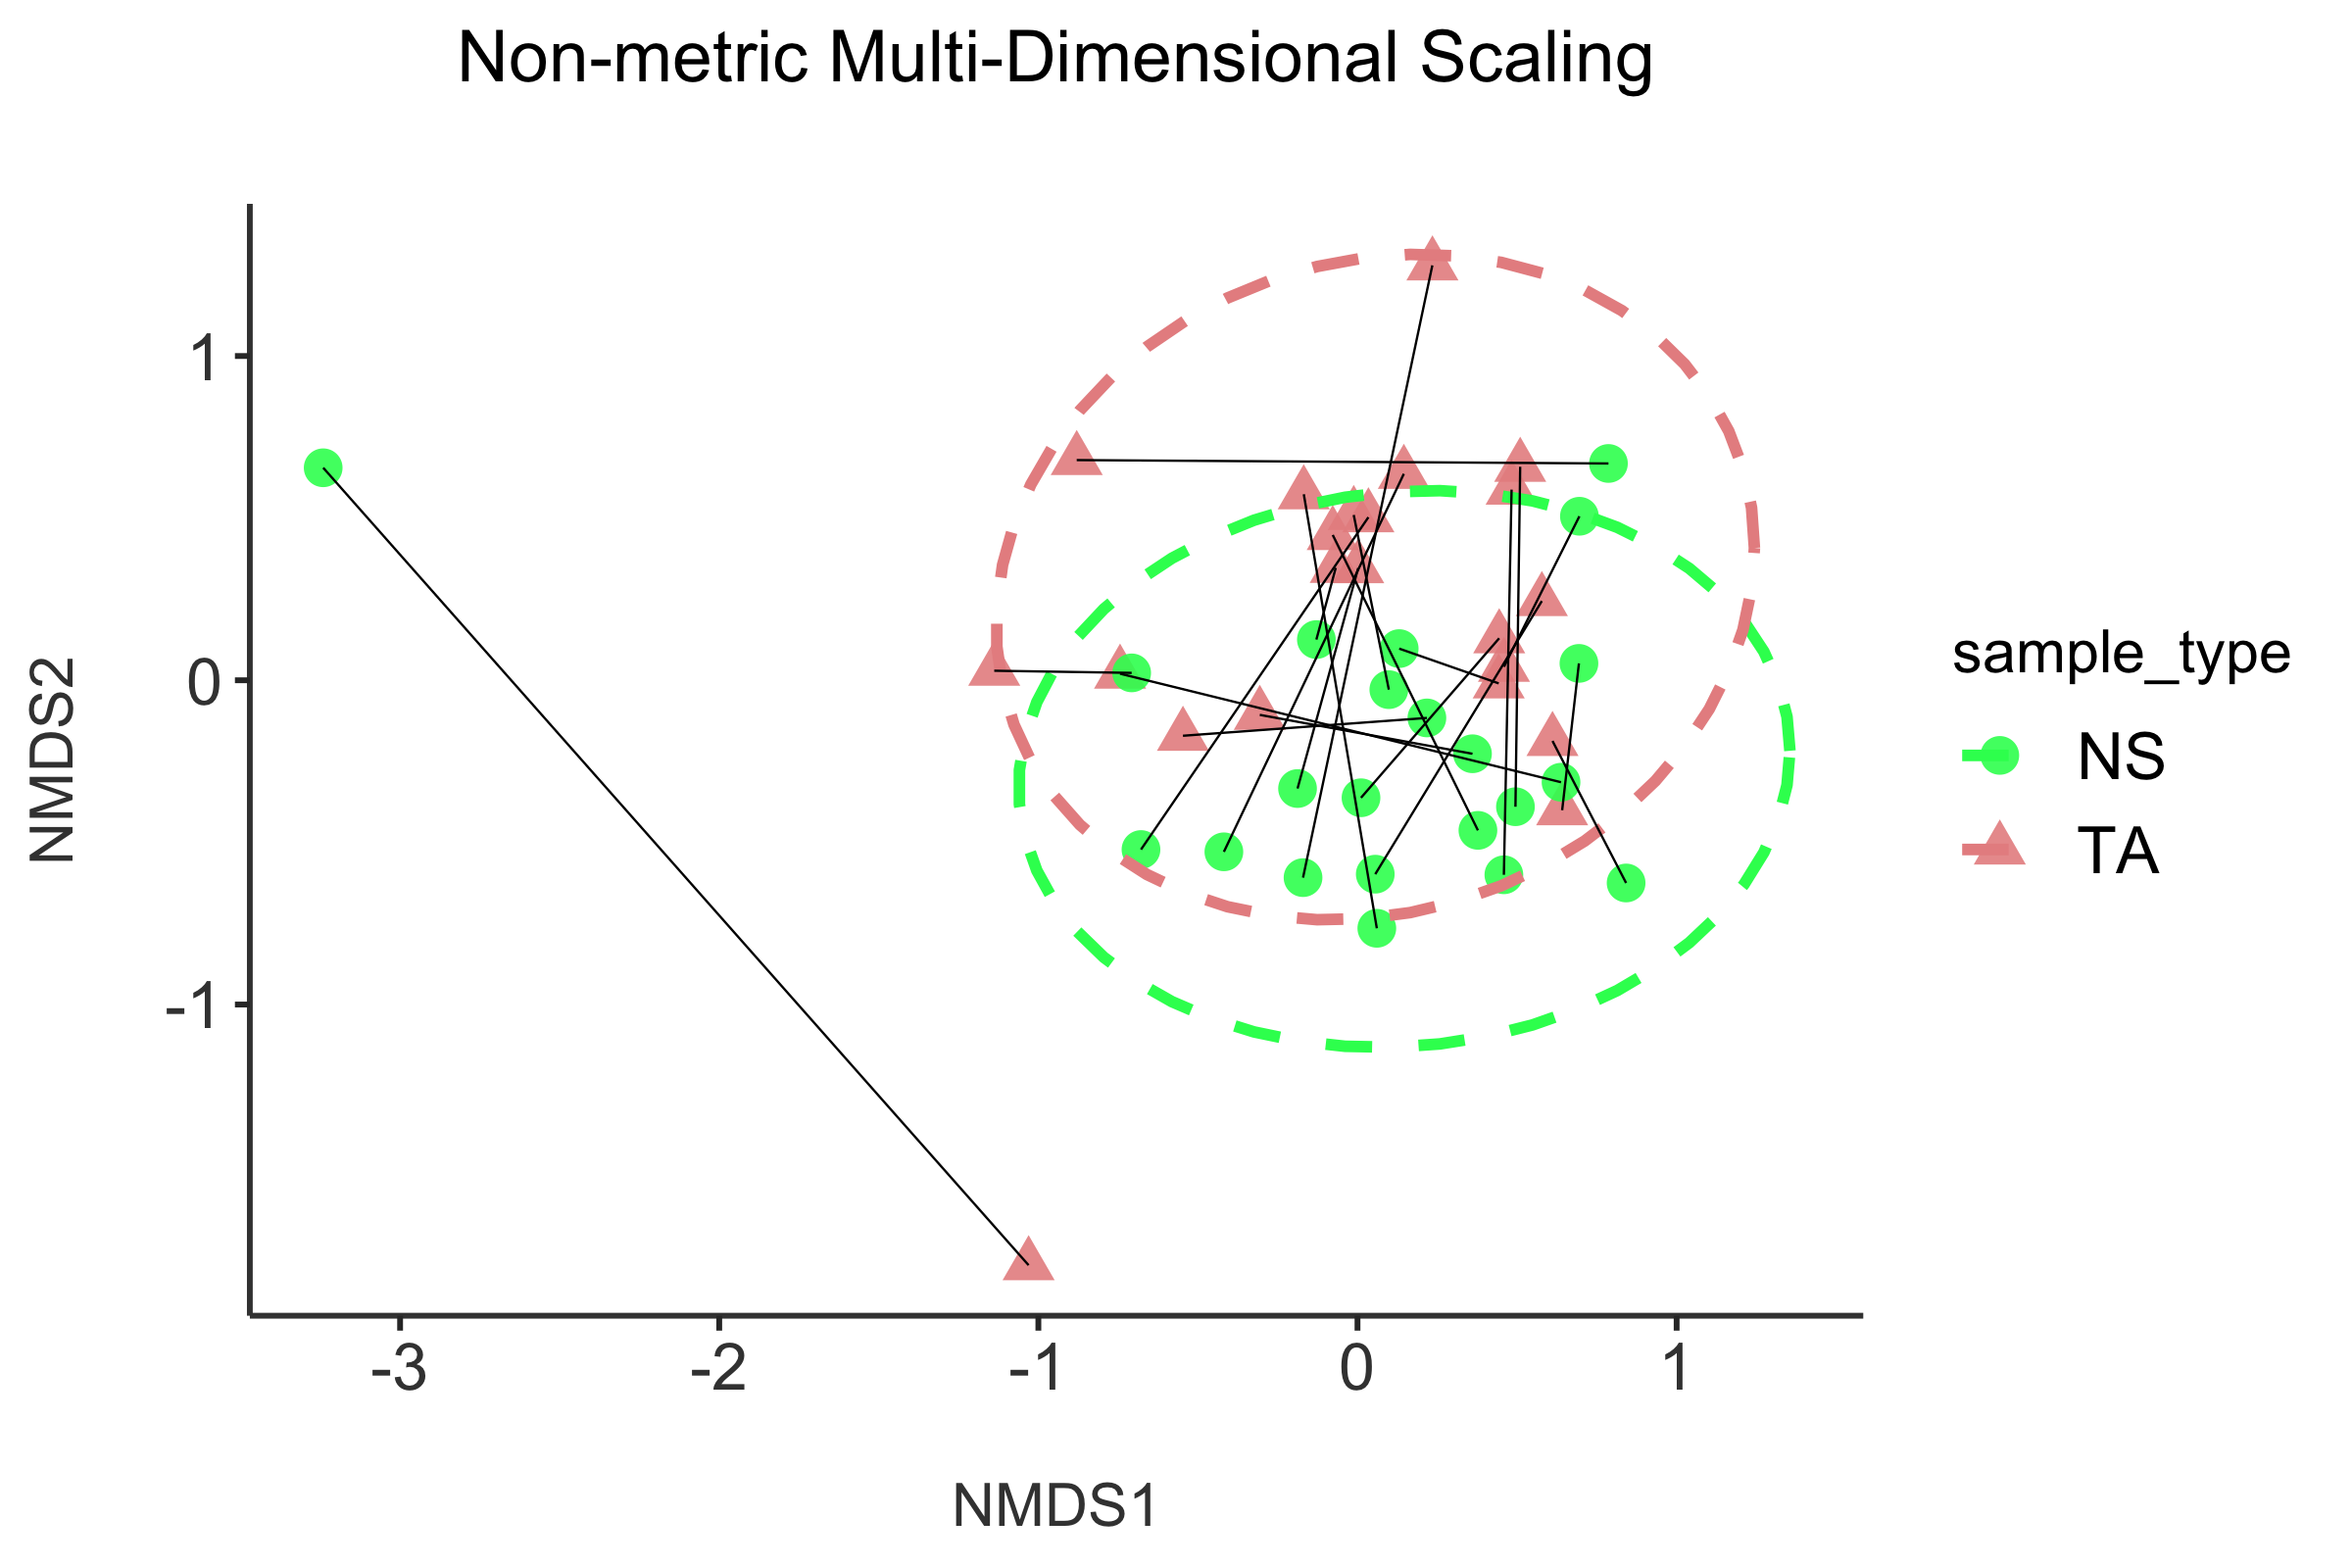 Non-metric Multi-Dimensional Scaling
NMDS2
1
0
-1
-3
-2
-1
0
1
NMDS1
sample_type
NS
TA